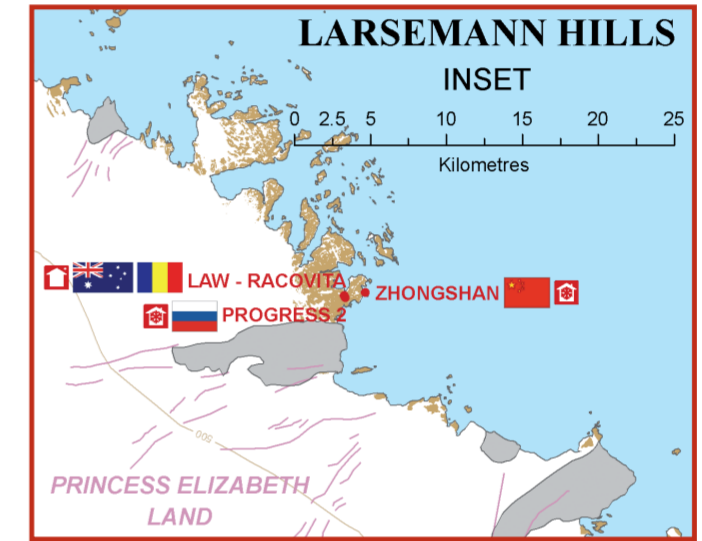 LARSEMANN HILLS
INSET
0 2.5 5 10 15 20 25
Kilometres
LAW - RACOVITA
ZHONGSHAN
PROGRESS 2
500
PRINCESS ELIZABETH
LAND